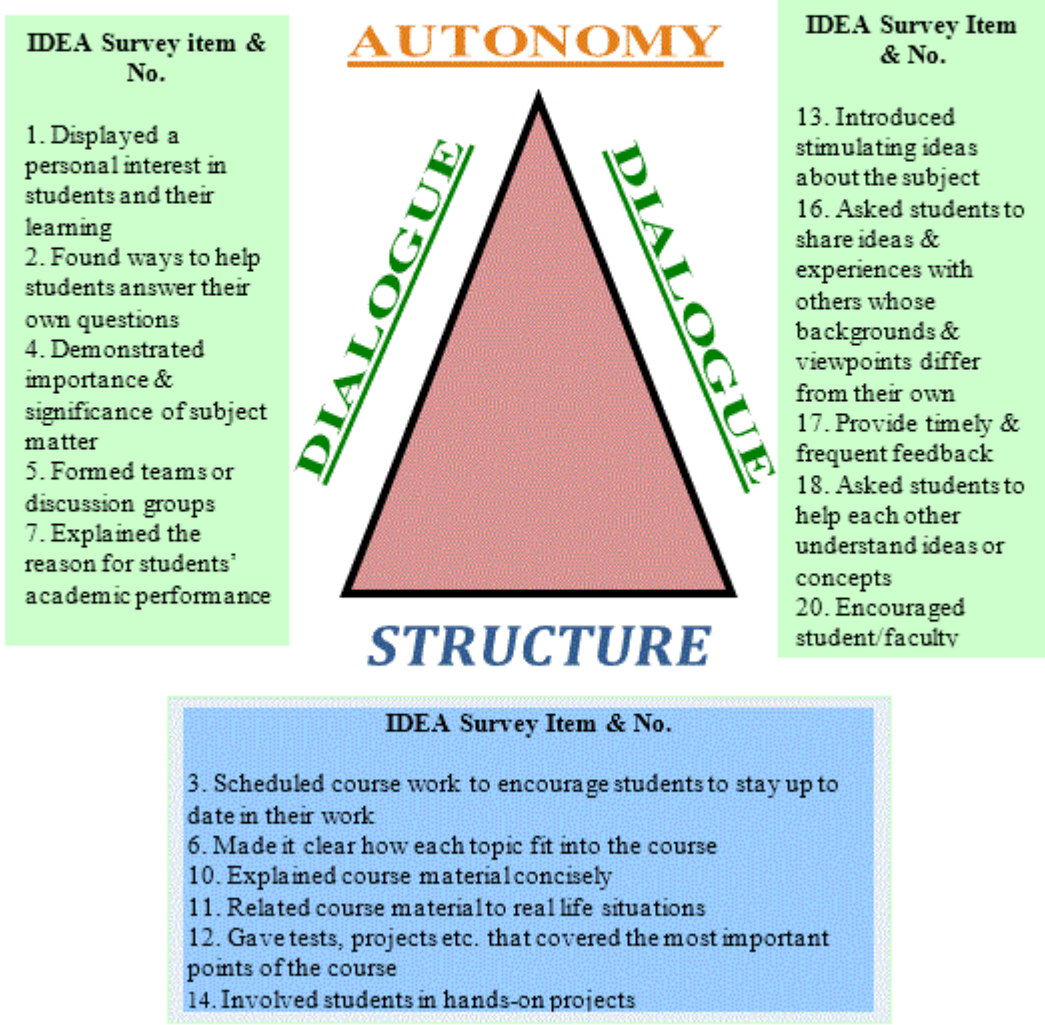 IDEA Survey item &
No.
1. Displayed a
personal interest in
students and their
learning
2. Found ways to help
students answer their
own questions
4. Demonstrated
importance &
significance of subject
matter
5. Formed teams or
discussion groups
7. Explained the
reason for students’
academic performance
AUTONOMY
DIALOGUE
DIALOGUE
STRUCTURE
IDEA Survey Item
& No.
13. Introduced
stimulating ideas
about the subject
16. Asked students to
share ideas &
experiences with
others whose
backgrounds &
viewpoints differ
from their own
17. Provide timely &
frequent feedback
18. Asked students to
help each other
understand ideas or
concepts
20. Encouraged
student/faculty
IDEA Survey Item & No.
3. Scheduled course work to encourage students to stay up to
date in their work
6. Made it clear how each topic fit into the course
10. Explained course material concisely
11. Related course material to real life situations
12. Gave tests, projects etc. that covered the most important
points of the course
14. Involved students in hands-on projects